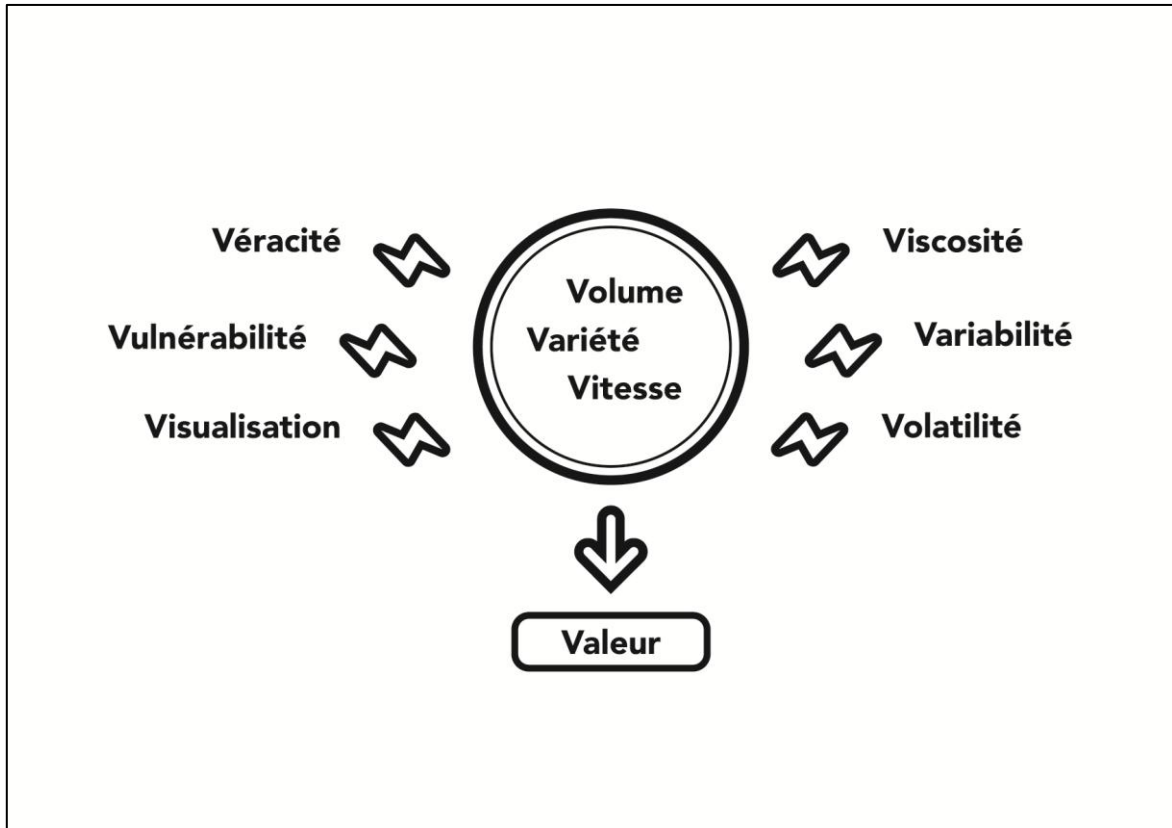 Véracité
Vulnérabilité
Visualisation
Volume
Variété
Vitesse
Viscosité
Variabilité
Volatilité
Valeur